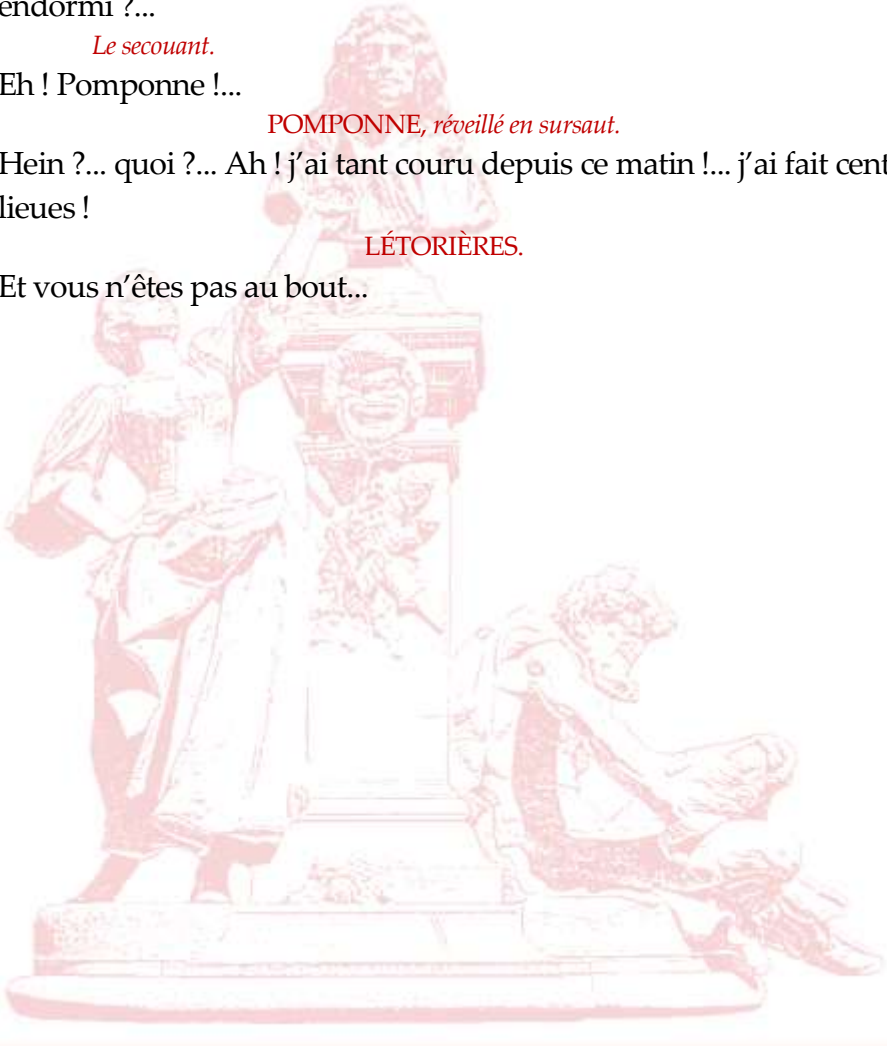 endormi ?...
Le secouant.
Eh ! Pomponne !...
POMPONNE, réveillé en sursaut.
Hein ?... quoi ?... Ah ! j’ai tant couru depuis ce matin !... j’ai fait cent
lieues !
LÉTORIÈRES.
Et vous n’êtes pas au bout...